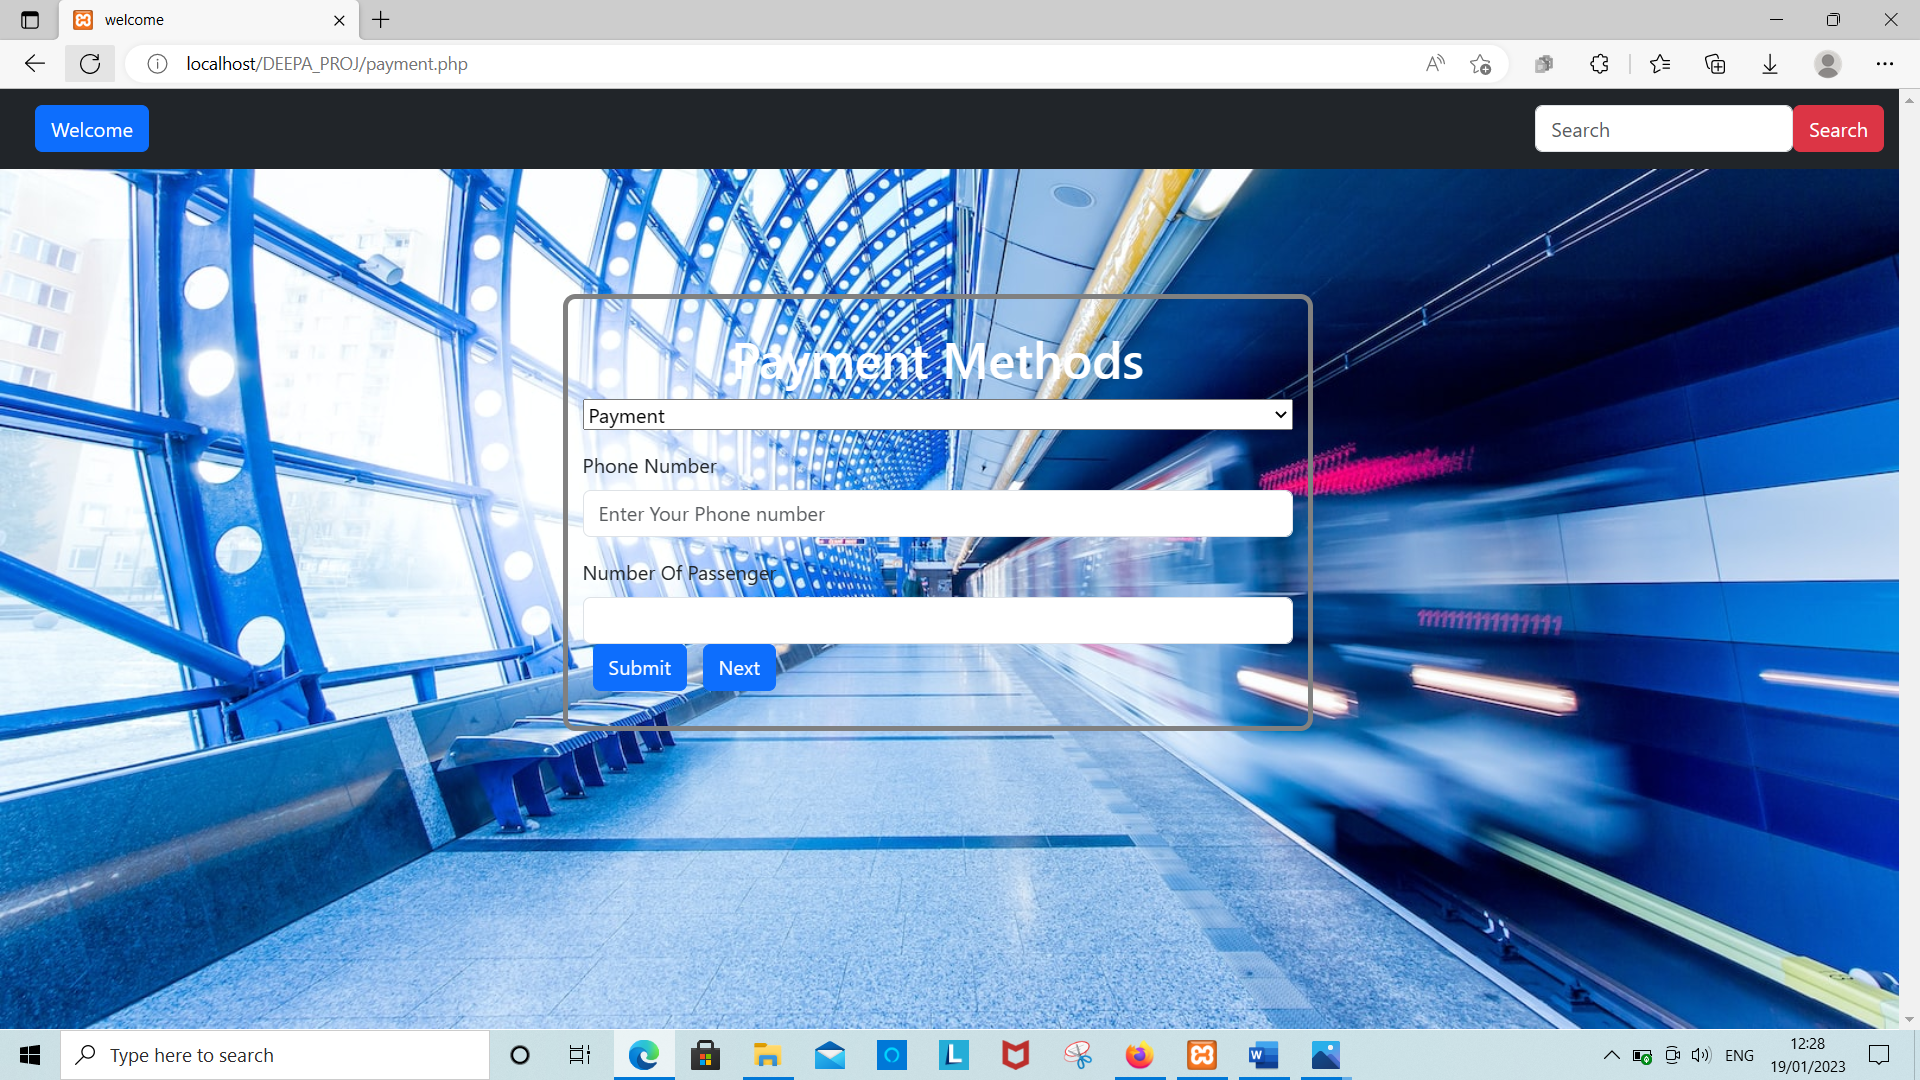 welcome
localhost/DEEPA_PROJ/payment.php
Welcome
Search
Search
Payment Methods
Payment
Phone Number
Enter Your Phone number
Number Of Passenger
Submit
Next
Type here to search
L
W
ENG
12:28
19/01/2023